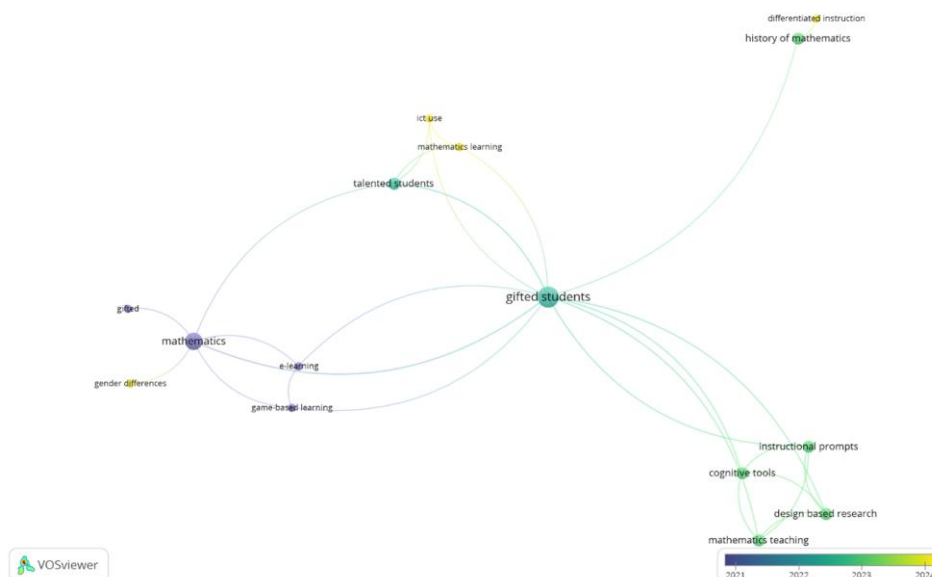 differentiated instruction
history of mathematics
ict use
mathematics learning
talented students
gifted students
gifted
mathematics
e-learning
gender differences
game-based learning
instructional prompts
cognitive tools
design based research
mathematics teaching
VOSviewer
2021 2022 2023 2024